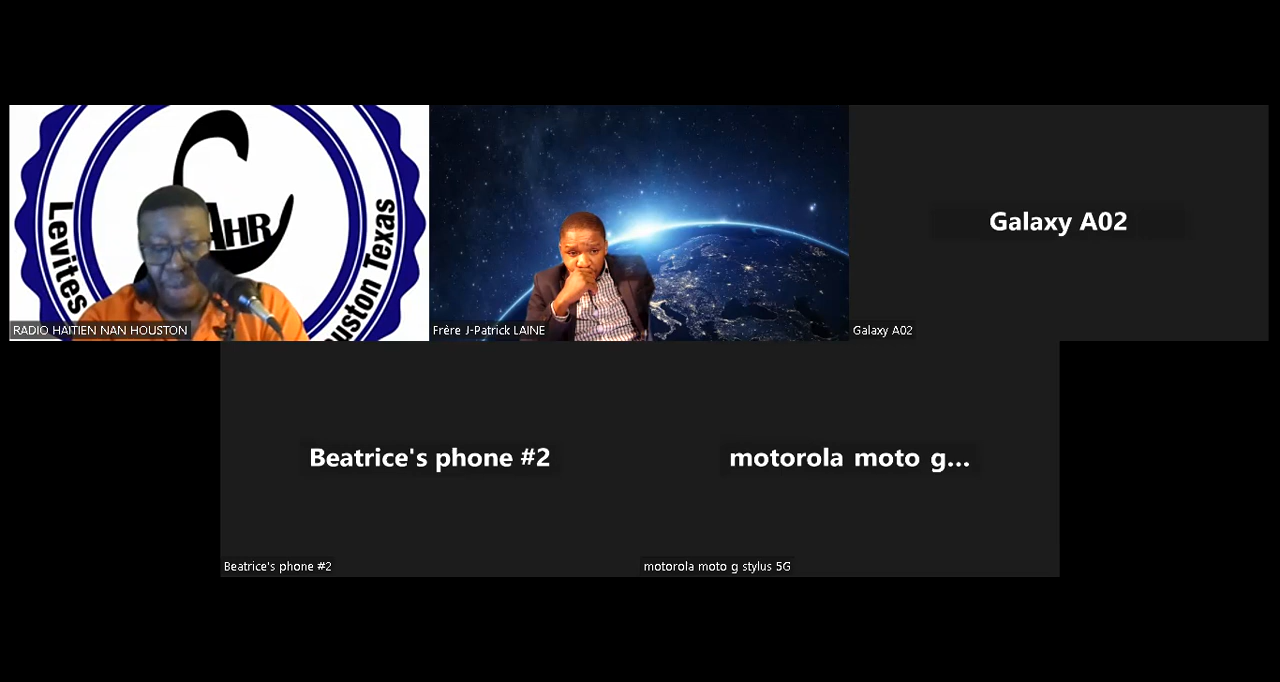 Levites
AHR
uston Texas
RADIO HAITIEN NAN HOUSTON
Frère J-Patrick LAINE
Galaxy A02
Galaxy A02
Beatrice's phone #2
motorola moto g...
Beatrice's phone #2
motorola moto g stylus 5G